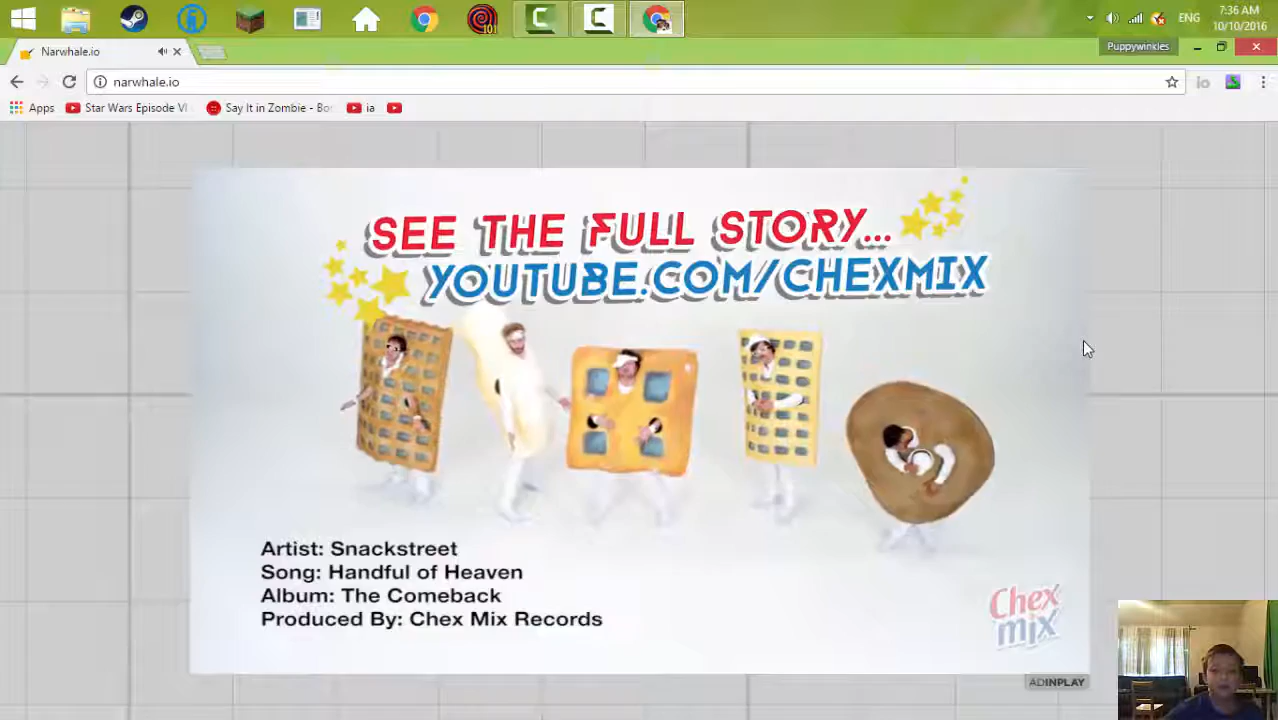 101
ENG
7:36 AM
10/10/2016
Narwhale.io
Puppywinkles
narwhale.io
io
Apps
Star Wars Episode VI
Say It in Zombie - Bo
ia
SEE THE FULL STORY...
YOUTUBE.COM/CHEXMIX
Artist: Snackstreet
Song: Handful of Heaven
Album: The Comeback
Produced By: Chex Mix Records
Chex
mix
ADINPLAY